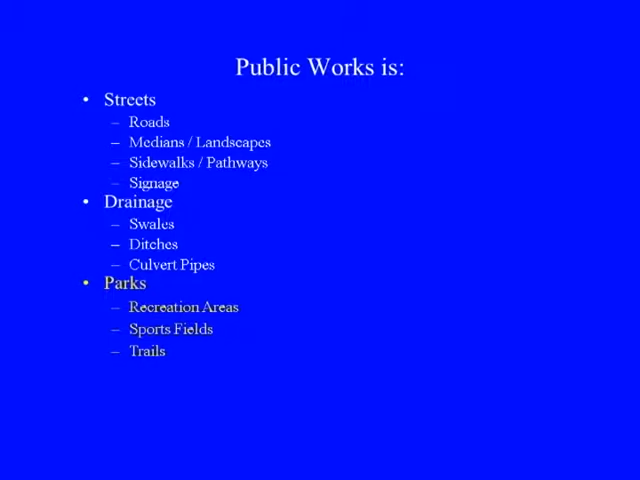 Public Works is:
• Streets
– Roads
– Medians / Landscapes
– Sidewalks / Pathways
– Signage
• Drainage
– Swales
– Ditches
– Culvert Pipes
• Parks
– Recreation Areas
– Sports Fields
– Trails